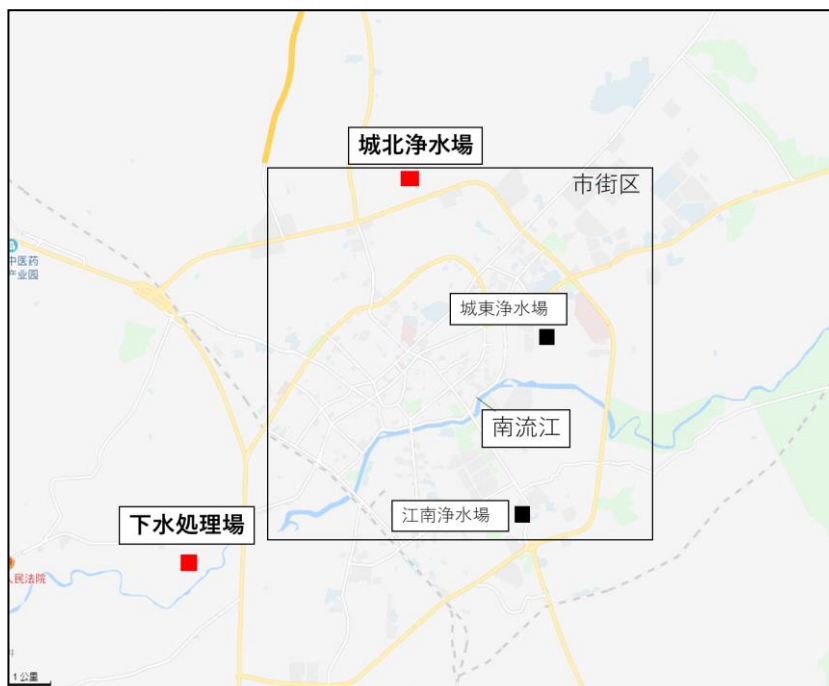 城北浄水場
市街区
中医药
产业园
城東浄水場
南流江
江南浄水場
下水処理場
人民法院
1 公里